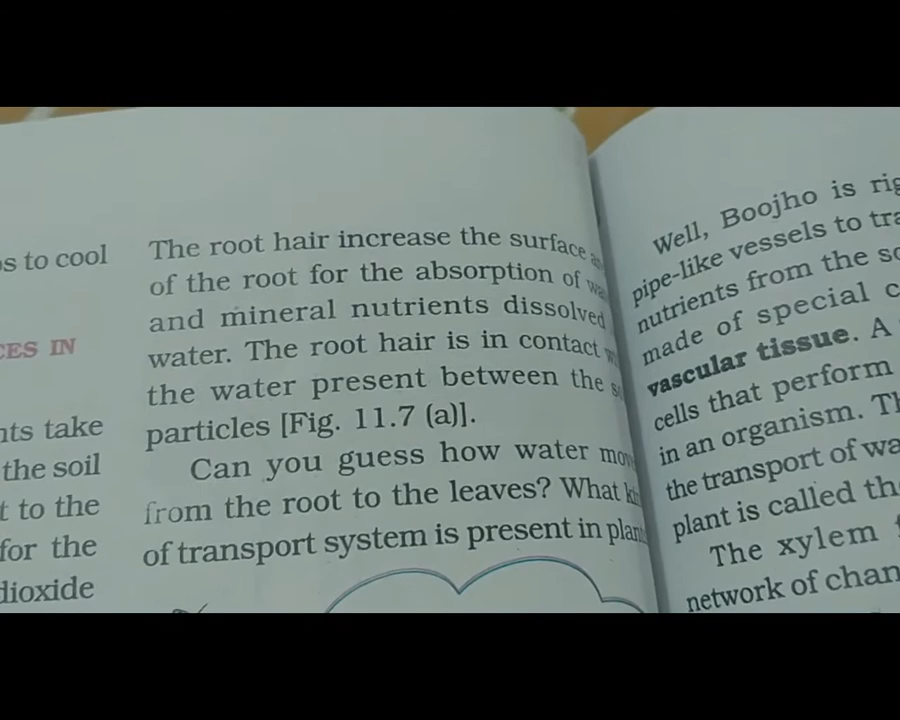 s to cool
CES IN
nts take
the soil
t to the
for the
dioxide
The root hair increase the surface
of the root for the absorption of
and mineral nutrients dissolved
water. The root hair is in contact
the water present between the
particles [Fig. 11.7 (a)].
Can you guess how water
from the root to the leaves? What
of transport system is present in
Well, Boojho is
pipe-like vessels to
nutrients from the
made of special
vascular tissue. A
cells that perform
in an organism.
the transport of
plant is called
The xylem
network of